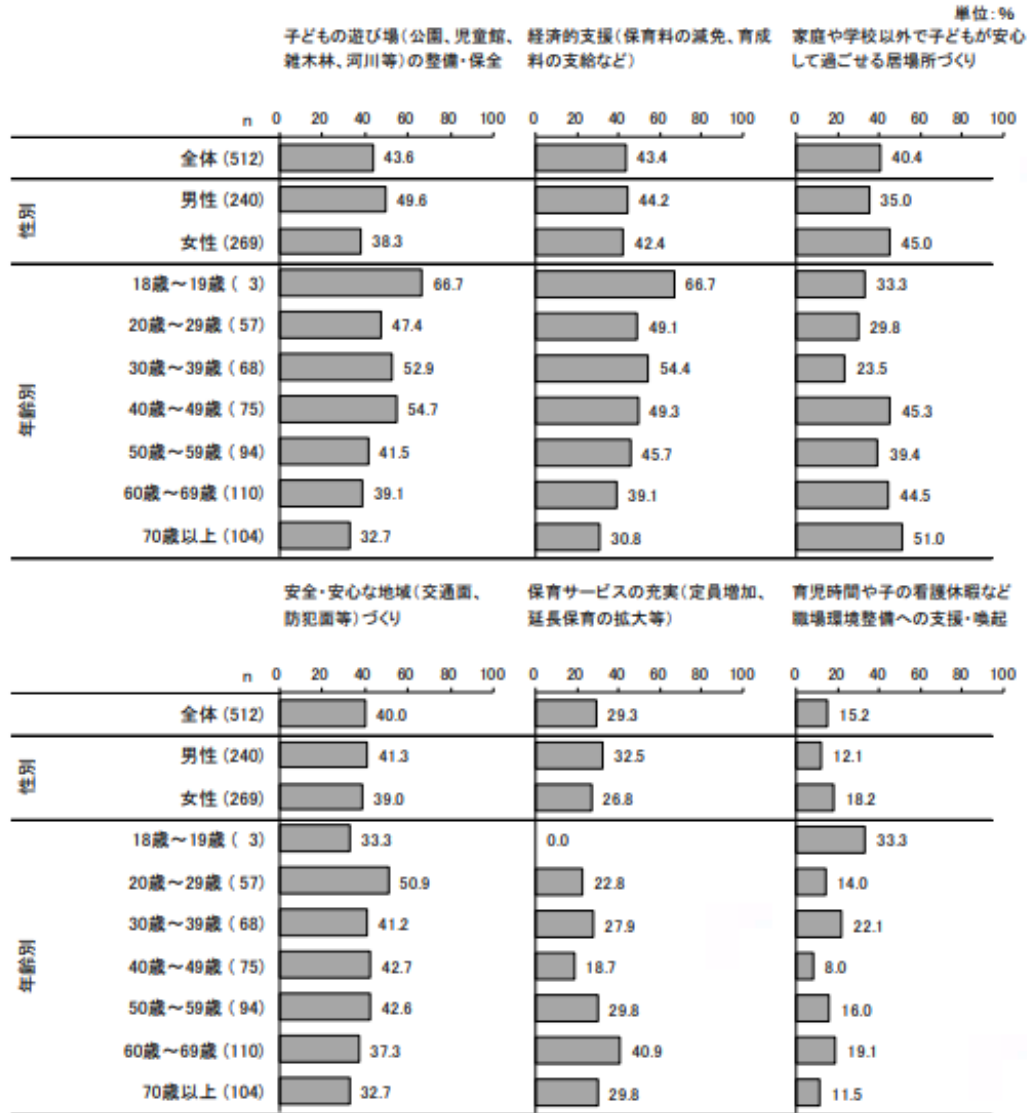 単位:%
子どもの遊び場(公園、児童館、
雑木林、河川等)の整備・保全
経済的支援(保育料の減免、育成
料の支給など)
家庭や学校以外で子どもが安心
して過ごせる居場所づくり
n 0 20 40 60 80 100 0 20 40 60 80 100 0 20 40 60 80 100
全体 (512) 43.6 43.4 40.4
性別
男性 (240) 49.6 44.2 35.0
女性 (269) 38.3 42.4 45.0
年齢別
18歳～19歳 ( 3) 66.7 66.7 33.3
20歳～29歳 ( 57) 47.4 49.1 29.8
30歳～39歳 ( 68) 52.9 54.4 23.5
40歳～49歳 ( 75) 54.7 49.3 45.3
50歳～59歳 ( 94) 41.5 45.7 39.4
60歳～69歳 (110) 39.1 39.1 44.5
70歳以上 (104) 32.7 30.8 51.0
安全・安心な地域(交通面、
防犯面等)づくり
保育サービスの充実(定員増加、
延長保育の拡大等)
育児時間や子の看護休暇など
職場環境整備への支援・喚起
n 0 20 40 60 80 100 0 20 40 60 80 100 0 20 40 60 80 100
全体 (512) 40.0 29.3 15.2
性別
男性 (240) 41.3 32.5 12.1
女性 (269) 39.0 26.8 18.2
年齢別
18歳～19歳 ( 3) 33.3 0.0 33.3
20歳～29歳 ( 57) 50.9 22.8 14.0
30歳～39歳 ( 68) 41.2 27.9 22.1
40歳～49歳 ( 75) 42.7 18.7 8.0
50歳～59歳 ( 94) 42.6 29.8 16.0
60歳～69歳 (110) 37.3 40.9 19.1
70歳以上 (104) 32.7 29.8 11.5